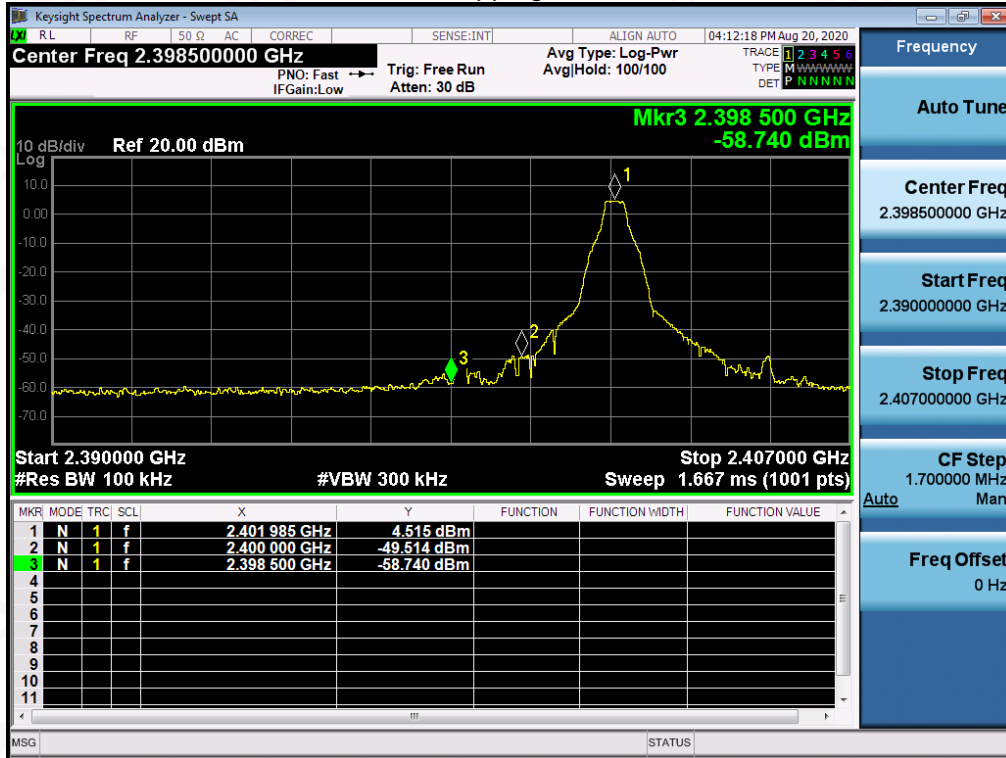 Keysight Spectrum Analyzer - Swept SA
LXI RL RF 50 Ω AC CORREC SENSE:INT ALIGN AUTO 04:12:18 PM Aug 20, 2020
Center Freq 2.398500000 GHz
PNO: Fast
IFGain:Low
Trig: Free Run
Atten: 30 dB
Avg Type: Log-Pwr
Avg|Hold: 100/100
TRACE 1 2 3 4 5 6
TYPE M WWWWW
DET P N N N N N
Mkr3 2.398 500 GHz
-58.740 dBm
10 dB/div Ref 20.00 dBm
Log
10.0
0.00
-10.0
-20.0
-30.0
-40.0
-50.0
-60.0
-70.0
1
2
3
Start 2.390000 GHz Stop 2.407000 GHz
#Res BW 100 kHz #VBW 300 kHz Sweep 1.667 ms (1001 pts)
MKR MODE TRC SCL X Y FUNCTION FUNCTION WIDTH FUNCTION VALUE
1 N 1 f 2.401 985 GHz 4.515 dBm
2 N 1 f 2.400 000 GHz -49.514 dBm
3 N 1 f 2.398 500 GHz -58.740 dBm
4
5
6
7
8
9
10
11
MSG STATUS
Frequency
Auto Tune
Center Freq
2.398500000 GHz
Start Freq
2.390000000 GHz
Stop Freq
2.407000000 GHz
CF Step
1.700000 MHz
Auto Man
Freq Offset
0 Hz